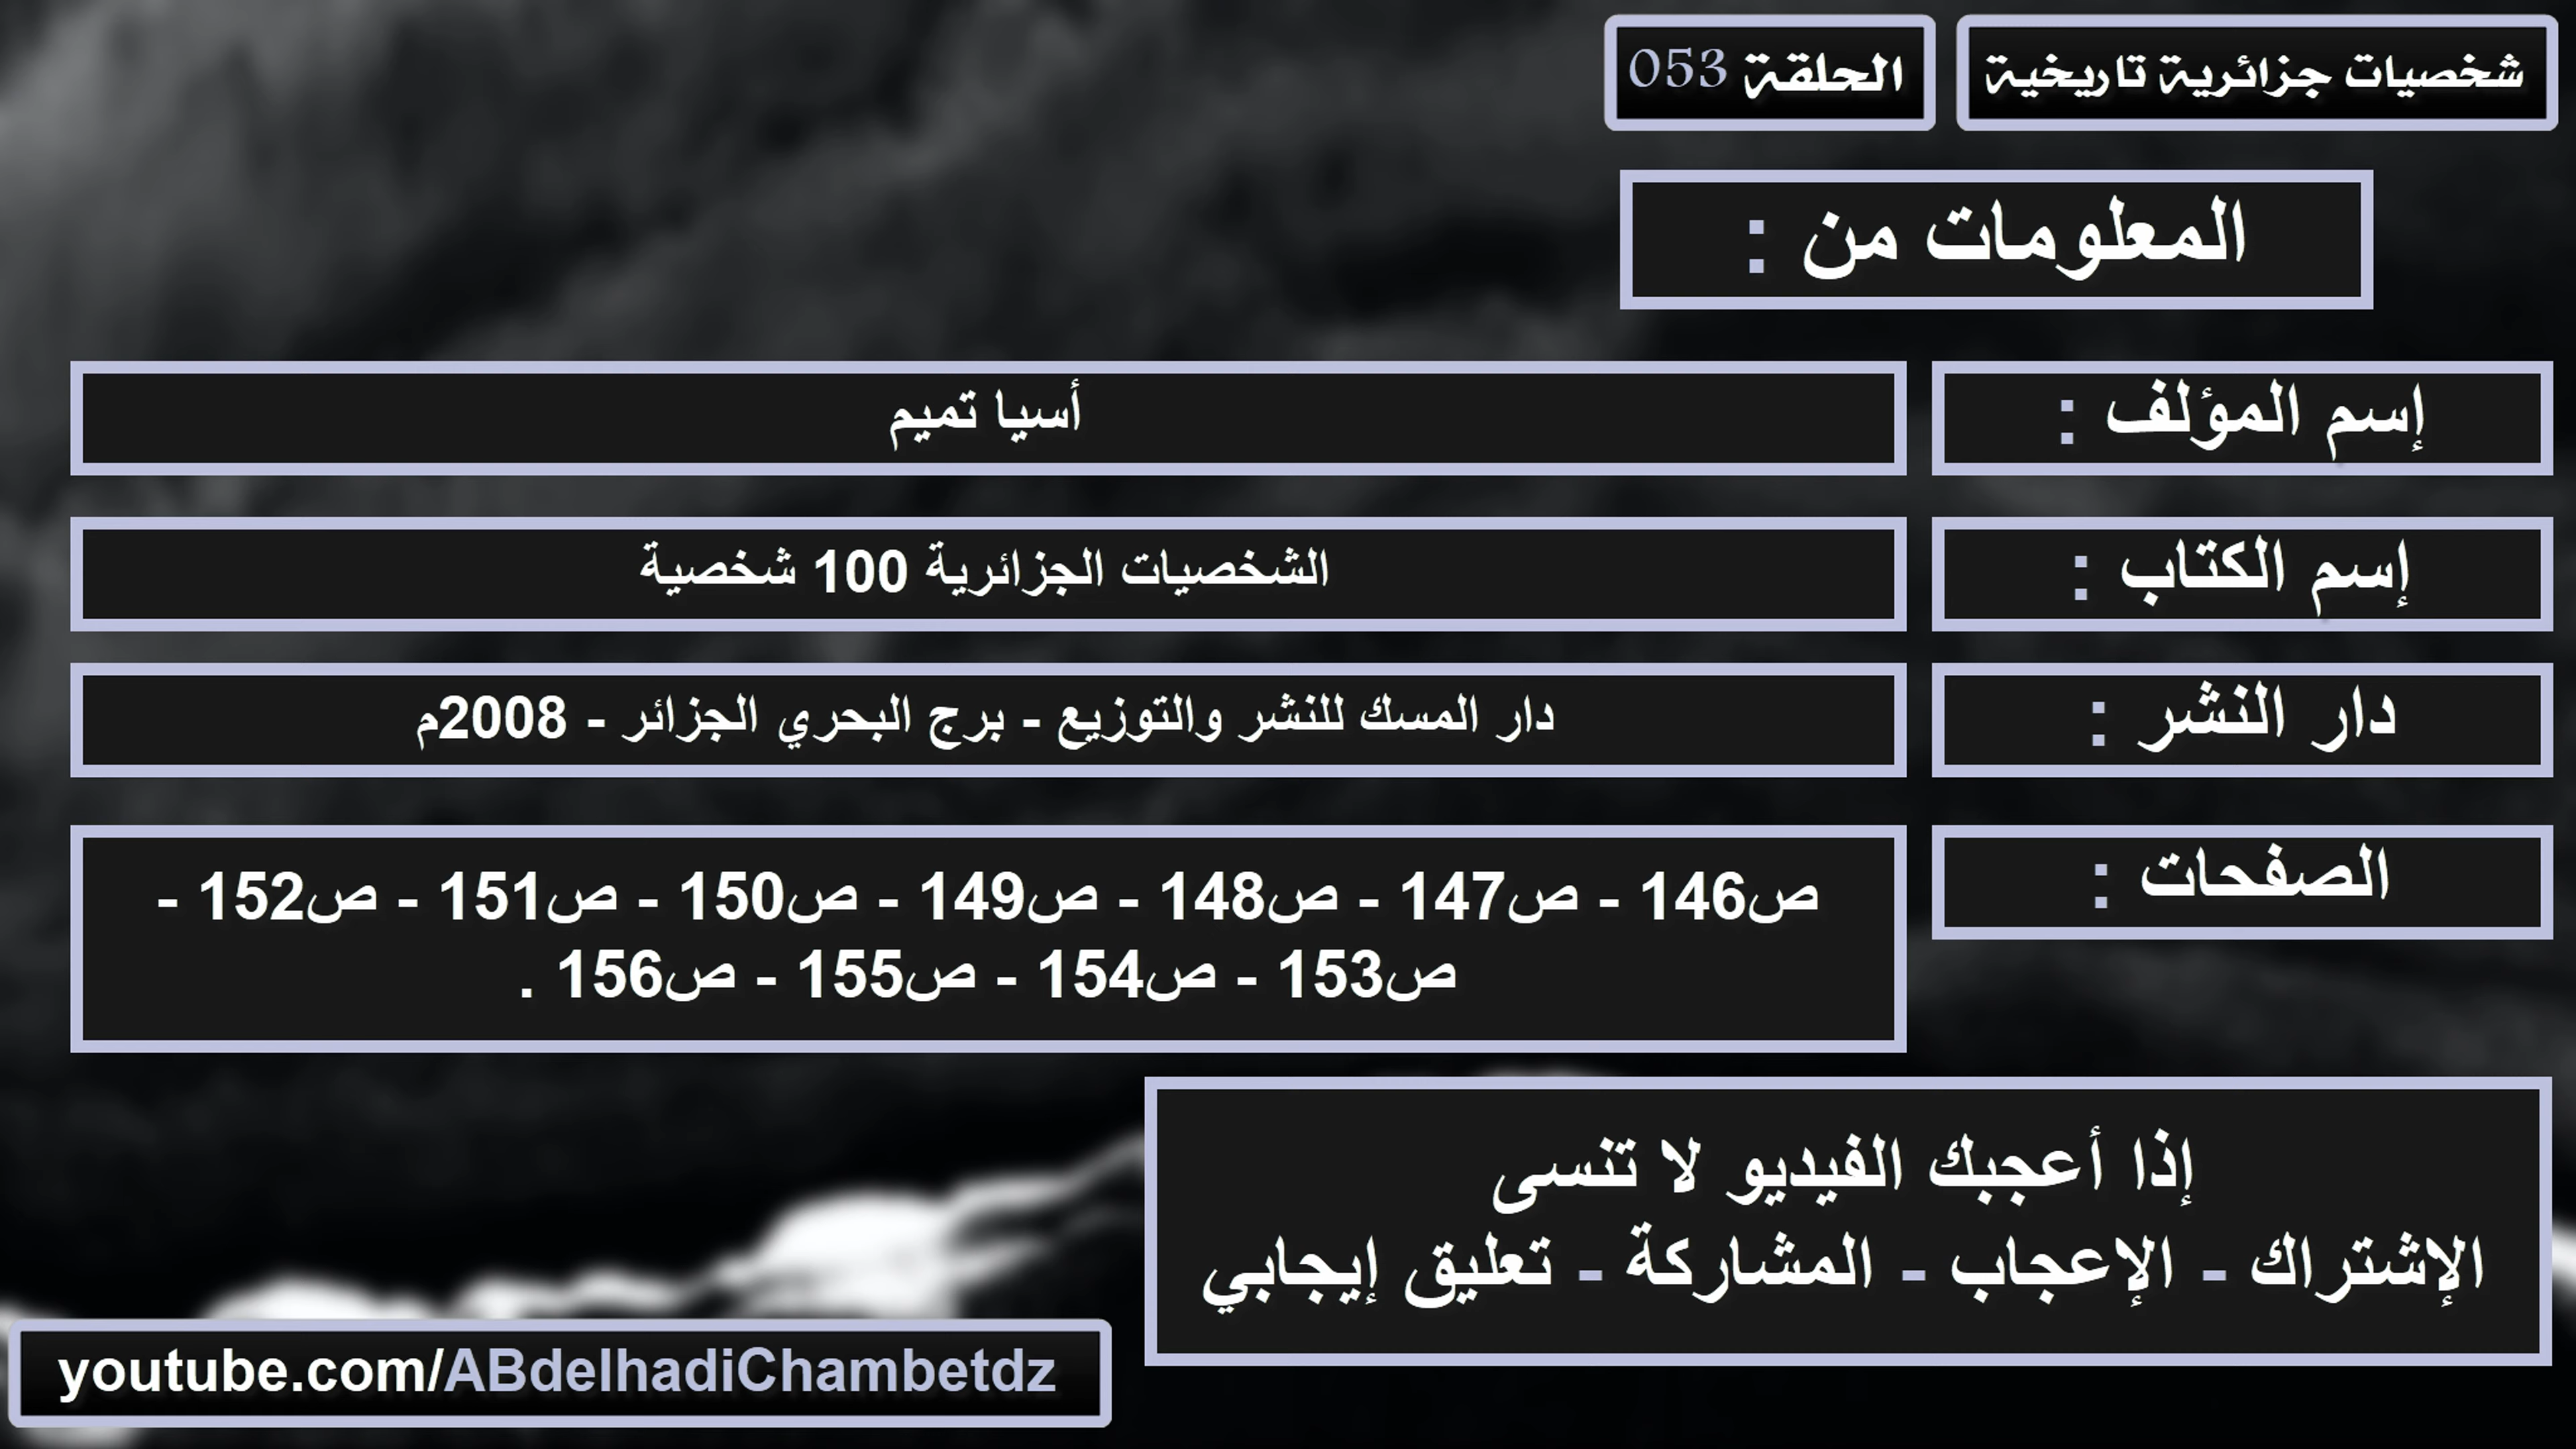 شخصيات جزائرية تاريخية
الحلقة 053
المعلومات من :
إسم المؤلف :
أسيا تميم
إسم الكتاب :
الشخصيات الجزائرية 100 شخصية
دار النشر :
دار المسك للنشر والتوزيع - برج البحري الجزائر - 2008م
الصفحات :
ص146 - ص147 - ص148 - ص149 - ص150 - ص151 - ص152 -
ص153 - ص154 - ص155 - ص156 .
إذا أعجبك الفيديو لا تنسى
الإشتراك - الإعجاب - المشاركة - تعليق إيجابي
youtube.com/ABdelhadiChambetdz